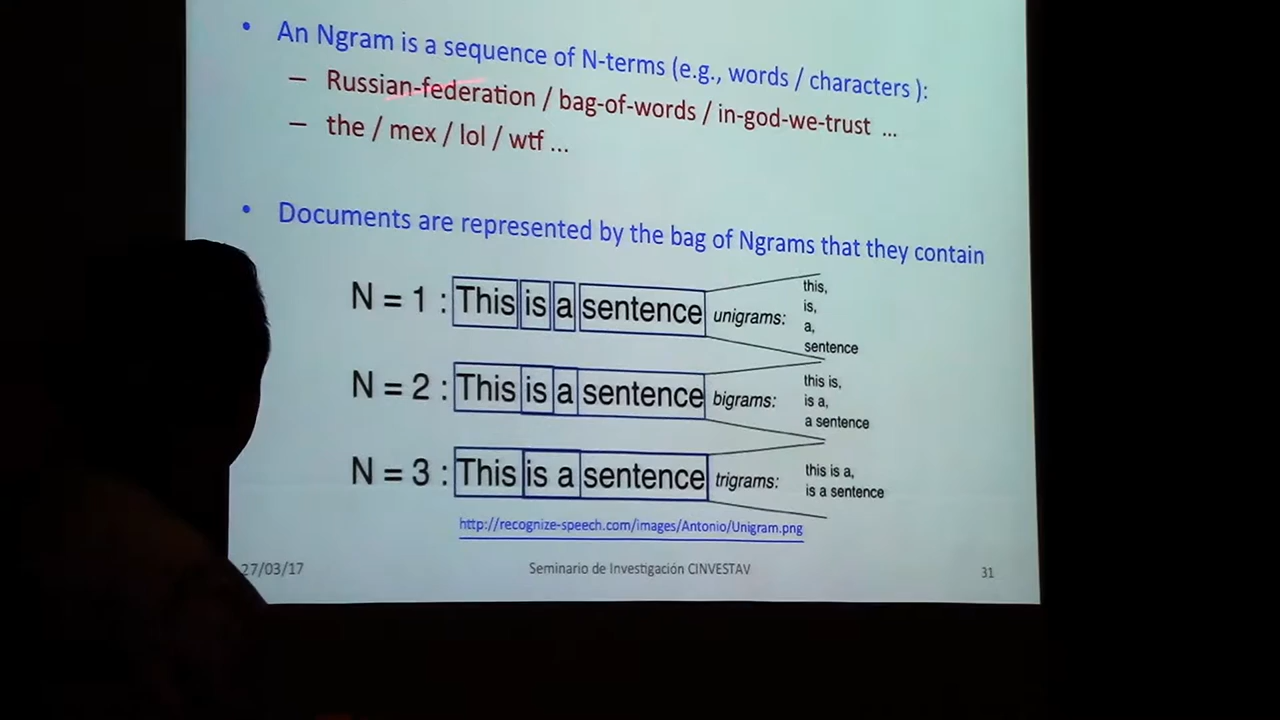 • An Ngram is a sequence of N-terms (e.g., words / characters ):
– Russian-federation / bag-of-words / in-god-we-trust ...
– the / mex / lol / wtf ...
• Documents are represented by the bag of Ngrams that they contain
N = 1 : This is a sentence unigrams:
this,
is,
a,
sentence
N = 2 : This is a sentence bigrams:
this is,
is a,
a sentence
N = 3 : This is a sentence trigrams:
this is a,
is a sentence
http://recognize-speech.com/images/Antonio/Unigram.png
27/03/17 Seminario de Investigación CINVESTAV 31